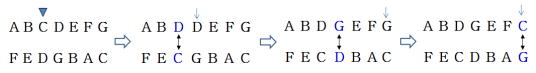 A B C D E F G
F E D G B A C
A B D D E F G
F E C G B A C
A B D G E F G
F E C D B A C
A B D G E F C
F E C D B A G